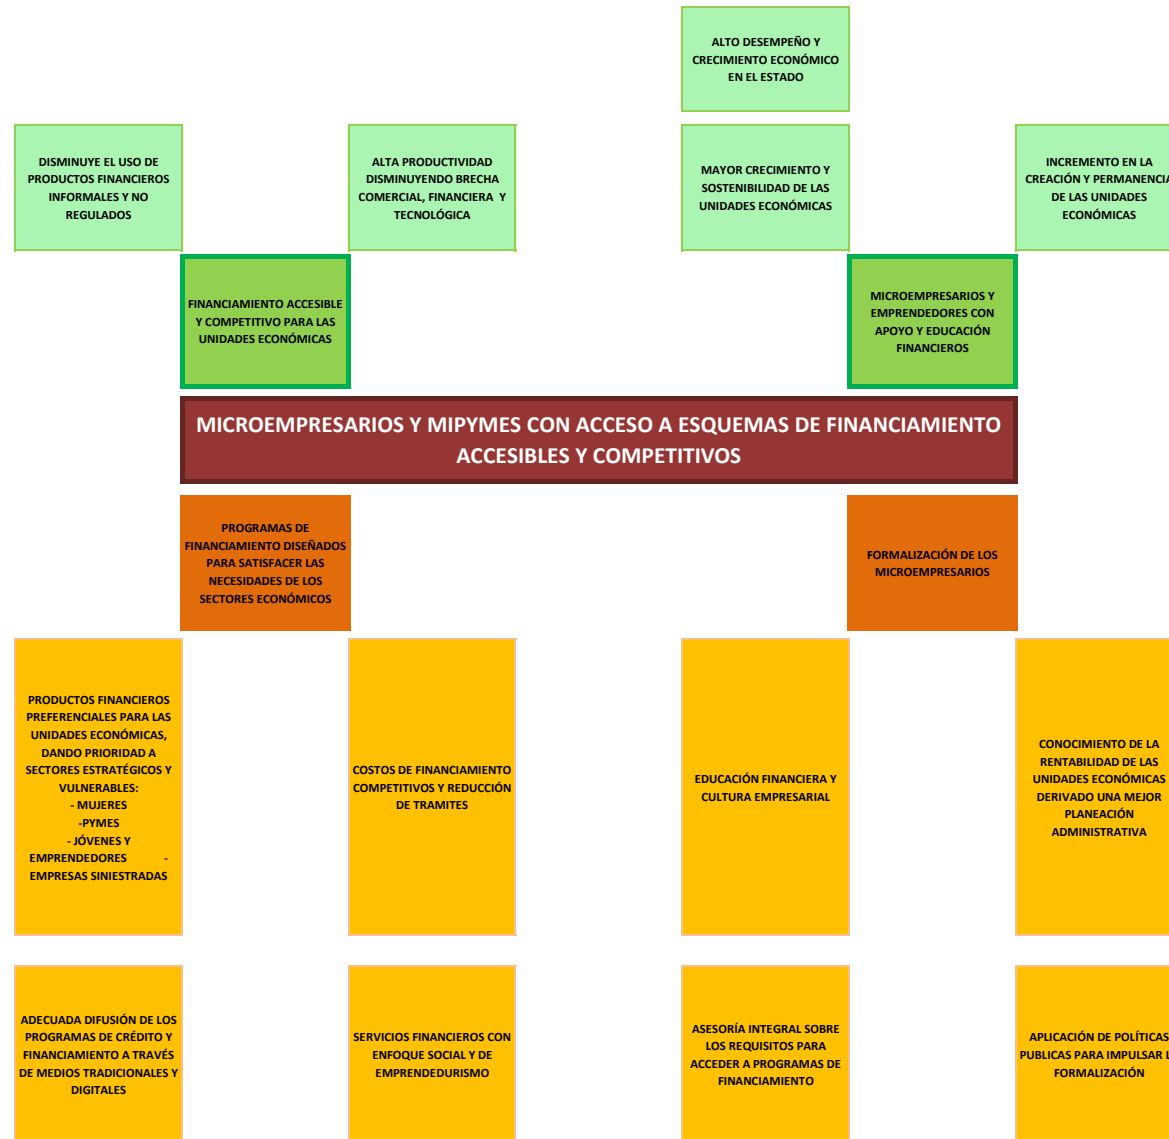 ALTO DESEMPEÑO Y
CRECIMIENTO ECONÓMICO
EN EL ESTADO
DISMINUYE EL USO DE
PRODUCTOS FINANCIEROS
INFORMALES Y NO
REGULADOS
ALTA PRODUCTIVIDAD
DISMINUYENDO BRECHA
COMERCIAL, FINANCIERA Y
TECNOLÓGICA
MAYOR CRECIMIENTO Y
SOSTENIBILIDAD DE LAS
UNIDADES ECONÓMICAS
INCREMENTO EN LA
CREACIÓN Y PERMANENCIA
DE LAS UNIDADES
ECONÓMICAS
FINANCIAMIENTO ACCESIBLE
Y COMPETITIVO PARA LAS
UNIDADES ECONÓMICAS
MICROEMPRESARIOS Y
EMPRENDEDORES CON
APOYO Y EDUCACIÓN
FINANCIEROS
MICROEMPRESARIOS Y MIPYMES CON ACCESO A ESQUEMAS DE FINANCIAMIENTO
ACCESIBLES Y COMPETITIVOS
PROGRAMAS DE
FINANCIAMIENTO DISEÑADOS
PARA SATISFACER LAS
NECESIDADES DE LOS
SECTORES ECONÓMICOS
FORMALIZACIÓN DE LOS
MICROEMPRESARIOS
PRODUCTOS FINANCIEROS
PREFERENCIALES PARA LAS
UNIDADES ECONÓMICAS,
DANDO PRIORIDAD A
SECTORES ESTRATÉGICOS Y
VULNERABLES:
- MUJERES
-PYMES
- JÓVENES Y
EMPRENDEDORES -
EMPRESAS SINIESTRADAS
COSTOS DE FINANCIAMIENTO
COMPETITIVOS Y REDUCCIÓN
DE TRAMITES
EDUCACIÓN FINANCIERA Y
CULTURA EMPRESARIAL
CONOCIMIENTO DE LA
RENTABILIDAD DE LAS
UNIDADES ECONÓMICAS
DERIVADO UNA MEJOR
PLANEACIÓN
ADMINISTRATIVA
ADECUADA DIFUSIÓN DE LOS
PROGRAMAS DE CRÉDITO Y
FINANCIAMIENTO A TRAVÉS
DE MEDIOS TRADICIONALES Y
DIGITALES
SERVICIOS FINANCIEROS CON
ENFOQUE SOCIAL Y DE
EMPRENDEDURISMO
ASESORÍA INTEGRAL SOBRE
LOS REQUISITOS PARA
ACCEDER A PROGRAMAS DE
FINANCIAMIENTO
APLICACIÓN DE POLÍTICAS
PUBLICAS PARA IMPULSAR
FORMALIZACIÓN